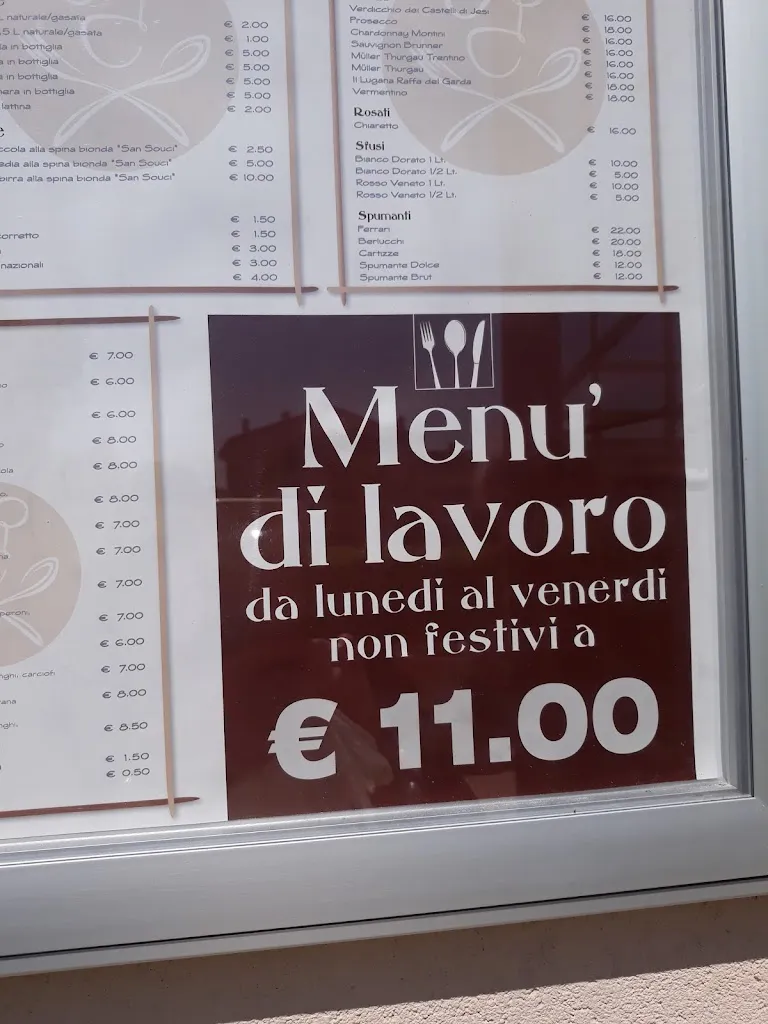 naturale/gasata € 2.00
.5 L naturale/gasata € 1.00
in bottiglia € 5.00
in bottiglia € 5.00
in bottiglia € 5.00
in bottiglia € 5.00
lattina € 2.00
alla spina bionda "San Souci" € 2.50
alla spina bionda "San Souci" € 5.00
birra alla spina bionda "San Souci" € 10.00
€ 1.50
corretto € 1.50
€ 3.00
nazionali € 3.00
€ 4.00
Verdicchio dei Castelli di Jesi
Prosecco € 16.00
Chardonnay Montini € 18.00
Sauvignon Brunner € 16.00
Müller Thurgau Trentino € 16.00
Müller Thurgau € 16.00
Il Lugana Raffa del Garda € 18.00
Vermentino € 18.00
Rosati
Chiaretto € 16.00
Sfusi
Bianco Dorato 1 Lt. € 10.00
Bianco Dorato 1/2 Lt. € 5.00
Rosso Veneto 1 Lt. € 10.00
Rosso Veneto 1/2 Lt. € 5.00
Spumanti
Ferrari € 22.00
Berlucchi € 20.00
Cartizze € 18.00
Spumante Dolce € 12.00
Spumante Brut € 12.00
€ 7.00
€ 6.00
€ 6.00
€ 8.00
€ 8.00
€ 8.00
€ 7.00
€ 7.00
€ 7.00
€ 7.00
€ 6.00
carciofi € 7.00
€ 8.00
€ 8.50
€ 1.50
€ 0.50
Menu'
di lavoro
da lunedi al venerdi
non festivi a
€ 11.00